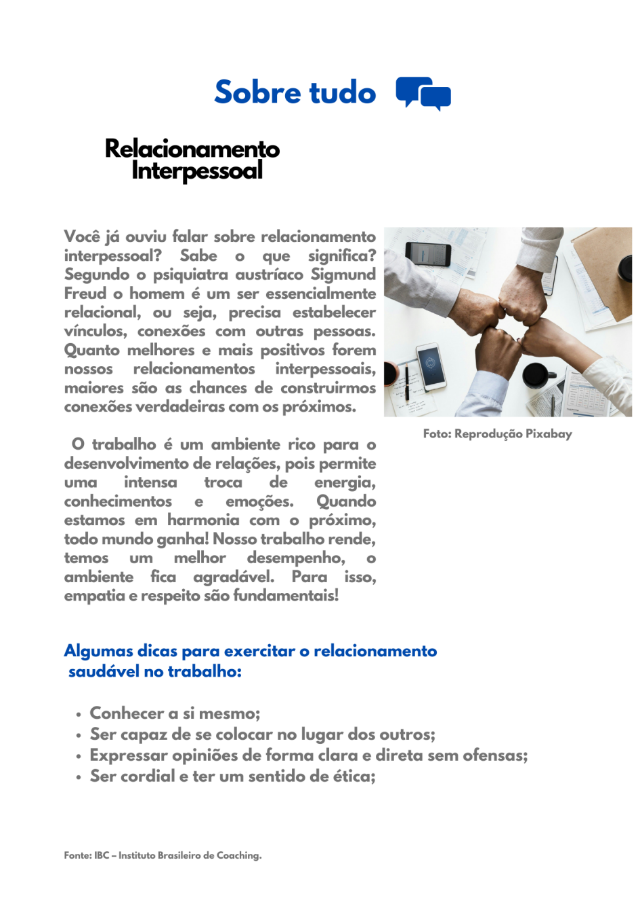 Sobre tudo
Relacionamento
Interpessoal
Você já ouviu falar sobre relacionamento
interpessoal? Sabe o que significa?
Segundo o psiquiatra austríaco Sigmund
Freud o homem é um ser essencialmente
relacional, ou seja, precisa estabelecer
vínculos, conexões com outras pessoas.
Quanto melhores e mais positivos forem
nossos relacionamentos interpessoais,
maiores são as chances de construirmos
conexões verdadeiras com os próximos.
Foto: Reprodução Pixabay
O trabalho é um ambiente rico para o
desenvolvimento de relações, pois permite
uma intensa troca de energia,
conhecimentos e emoções. Quando
estamos em harmonia com o próximo,
todo mundo ganha! Nosso trabalho rende,
temos um melhor desempenho, o
ambiente fica agradável. Para isso,
empatia e respeito são fundamentais!
Algumas dicas para exercitar o relacionamento
saudável no trabalho:
• Conhecer a si mesmo;
• Ser capaz de se colocar no lugar dos outros;
• Expressar opiniões de forma clara e direta sem ofensas;
• Ser cordial e ter um sentido de ética;
Fonte: IBC – Instituto Brasileiro de Coaching.